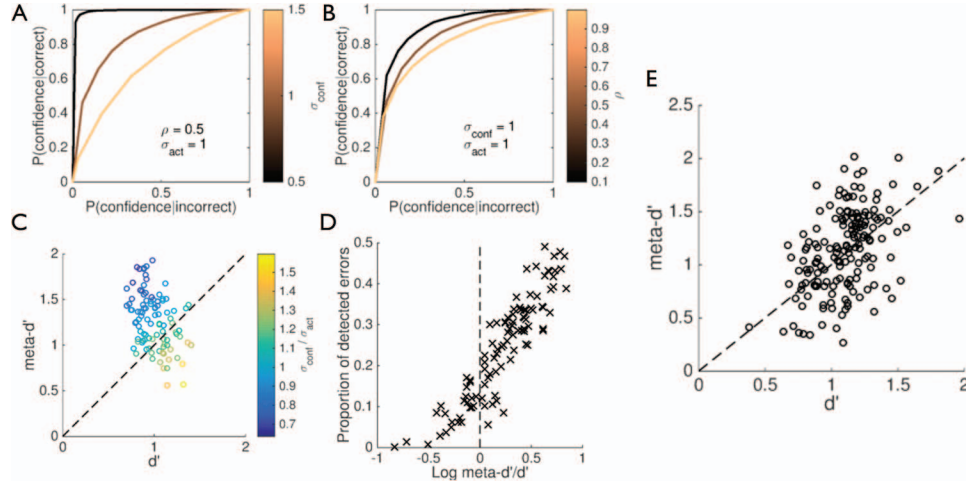 A
P(confidence|correct)
1
0.8
0.6
0.4
0.2
0
0 0.5 1
P(confidence|incorrect)
ρ = 0.5
σact = 1
1.5
1
0.5
σconf
B
P(confidence|correct)
1
0.8
0.6
0.4
0.2
0
0 0.5 1
P(confidence|incorrect)
σconf = 1
σact = 1
0.9
0.8
0.7
0.6
0.5
0.4
0.3
0.2
0.1
ρ
C
meta-d'
2
1.5
1
0.5
0
0 1 2
d'
1.5
1.4
1.3
1.2
1.1
1
0.9
0.8
0.7
σconf / σact
D
Proportion of detected errors
0.5
0.4
0.3
0.2
0.1
0
-1 -0.5 0 0.5 1
Log meta-d'/d'
E
meta-d'
2.5
2
1.5
1
0.5
0
0 0.5 1 1.5 2
d'